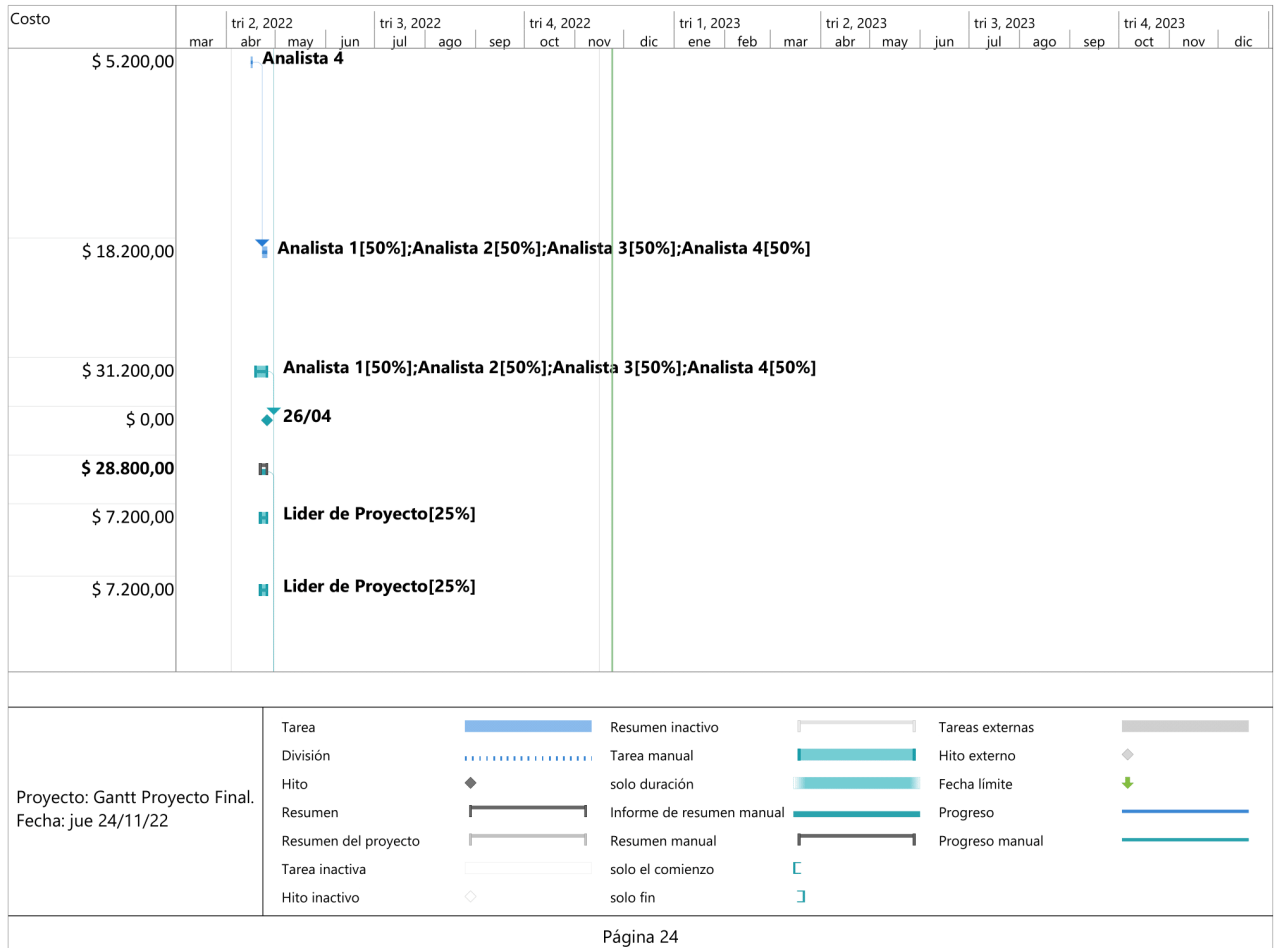 Costo
tri 2, 2022 tri 3, 2022 tri 4, 2022 tri 1, 2023 tri 2, 2023 tri 3, 2023 tri 4, 2023
mar abr may jun jul ago sep oct nov dic ene feb mar abr may jun jul ago sep oct nov dic
$ 5.200,00 Analista 4
$ 18.200,00 Analista 1[50%];Analista 2[50%];Analista 3[50%];Analista 4[50%]
$ 31.200,00 Analista 1[50%];Analista 2[50%];Analista 3[50%];Analista 4[50%]
$ 0,00 26/04
$ 28.800,00
$ 7.200,00 Lider de Proyecto[25%]
$ 7.200,00 Lider de Proyecto[25%]
Proyecto: Gantt Proyecto Final.
Fecha: jue 24/11/22
Tarea
División
Hito
Resumen
Resumen del proyecto
Tarea inactiva
Hito inactivo
Resumen inactivo
Tarea manual
solo duración
Informe de resumen manual
Resumen manual
solo el comienzo
solo fin
Tareas externas
Hito externo
Fecha límite
Progreso
Progreso manual
Página 24